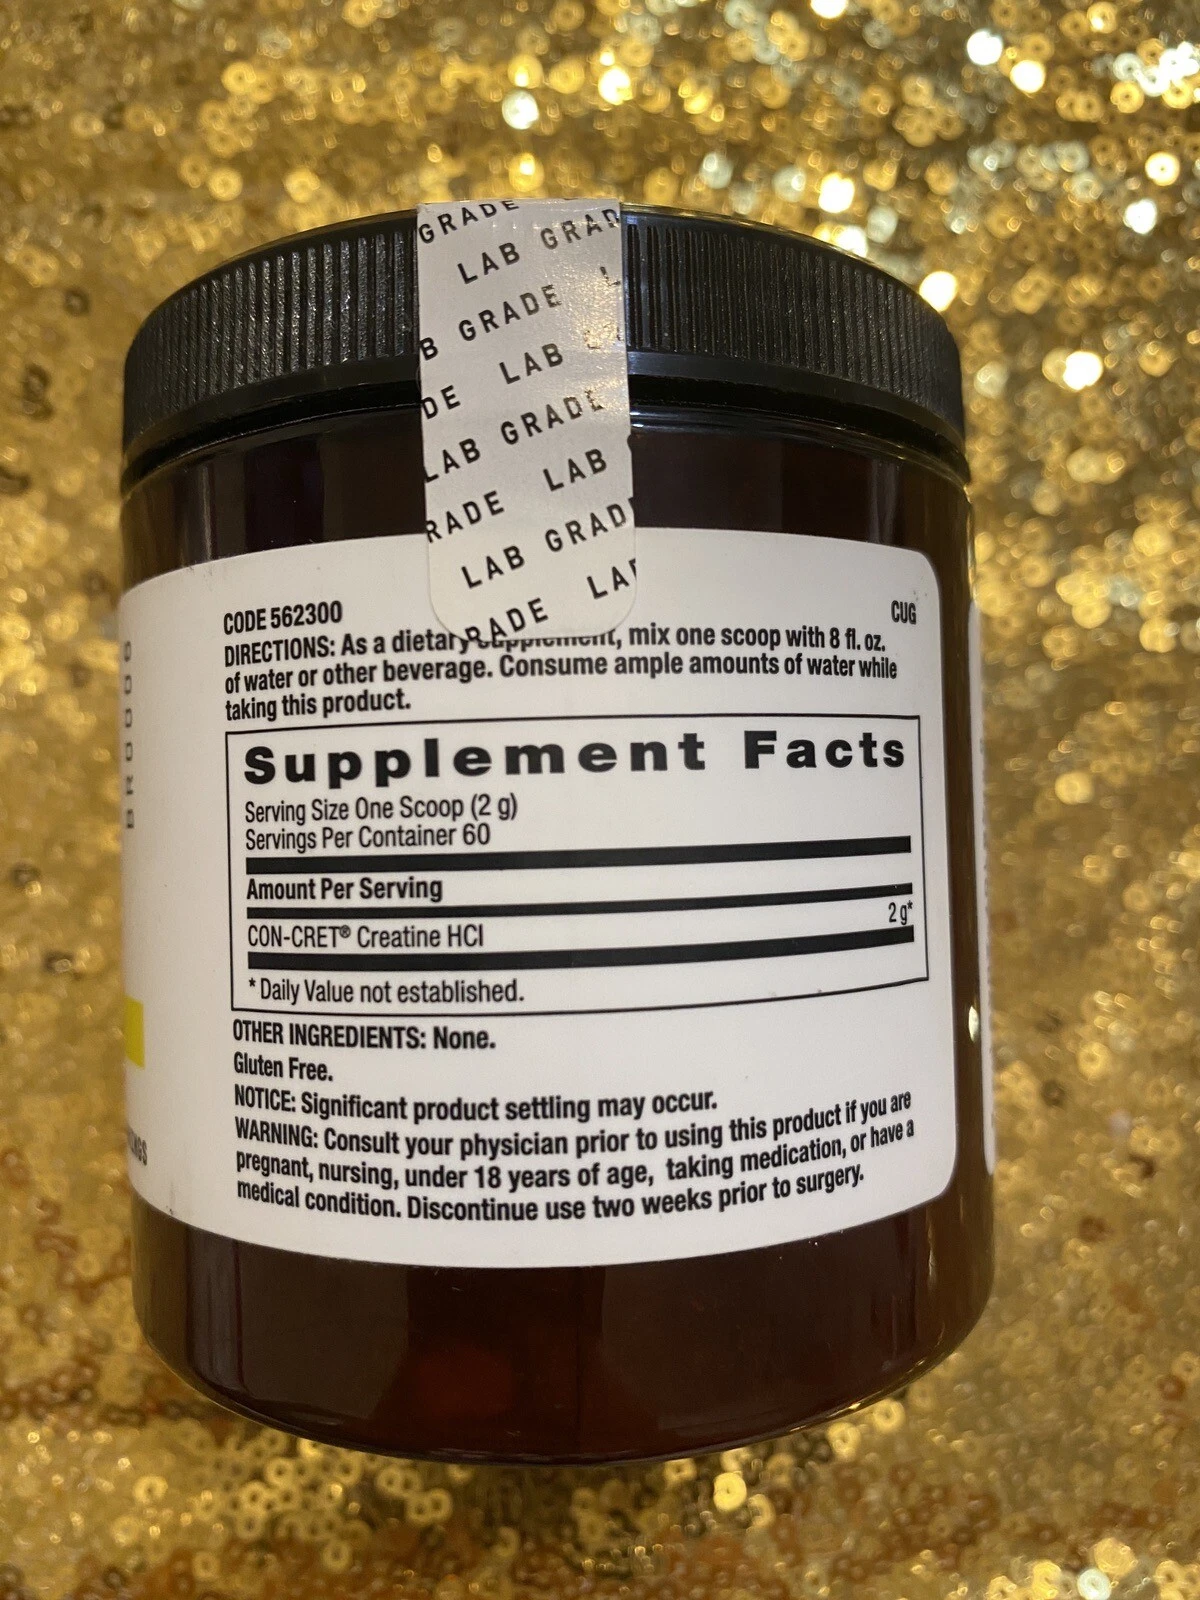 GRADE
LAB GRAD
B GRADE L
DE LAB
LAB GRADE
RADE LAB
LAB GRADE
RADE LAB
CODE 562300
CUG
DIRECTIONS: As a dietary supplement, mix one scoop with 8 fl. oz.
of water or other beverage. Consume ample amounts of water while
taking this product.
Supplement Facts
Serving Size One Scoop (2 g)
Servings Per Container 60
Amount Per Serving
CON-CRET® Creatine HCl 2 g*
* Daily Value not established.
OTHER INGREDIENTS: None.
Gluten Free.
NOTICE: Significant product settling may occur.
WARNING: Consult your physician prior to using this product if you are
pregnant, nursing, under 18 years of age, taking medication, or have a
medical condition. Discontinue use two weeks prior to surgery.